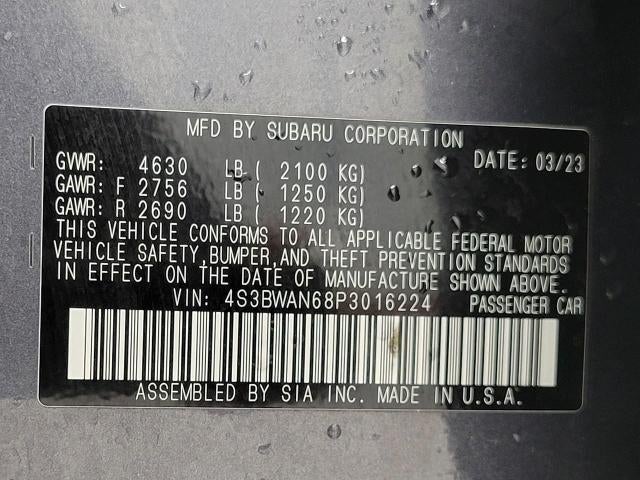 MFD BY SUBARU CORPORATION
GVWR: 4630 LB ( 2100 KG) DATE: 03/23
GAWR: F 2756 LB ( 1250 KG)
GAWR: R 2690 LB ( 1220 KG)
THIS VEHICLE CONFORMS TO ALL APPLICABLE FEDERAL MOTOR
VEHICLE SAFETY,BUMPER,AND THEFT PREVENTION STANDARDS
IN EFFECT ON THE DATE OF MANUFACTURE SHOWN ABOVE.
VIN: 4S3BWAN68P3016224 PASSENGER CAR
ASSEMBLED BY SIA INC. MADE IN U.S.A.